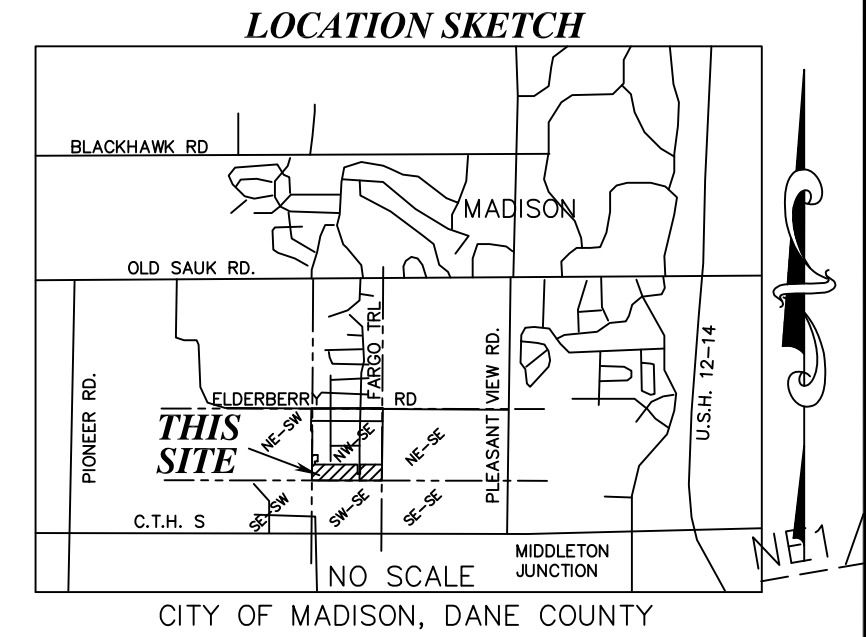 LOCATION SKETCH
BLACKHAWK RD
MADISON
OLD SAUK RD.
FARGO TRL
PIONEER RD.
PLEASANT VIEW RD.
U.S.H. 12-14
ELDERBERRY RD
THIS
SITE
NE-SW
NW-SE
NE-SE
SE-SW
SW-SE
SE-SE
C.T.H. S
MIDDLETON
JUNCTION
NE1/
NO SCALE
CITY OF MADISON, DANE COUNTY